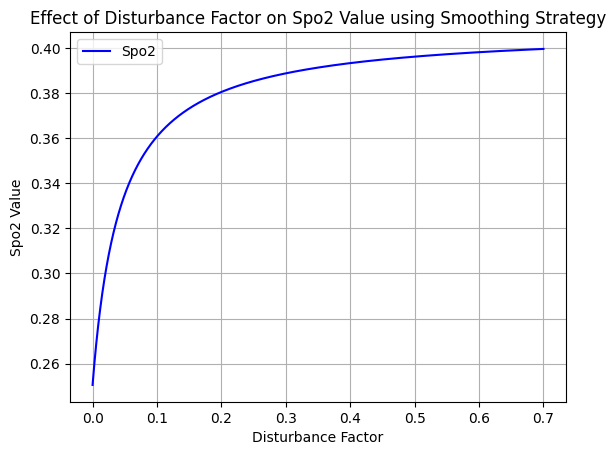 Effect of Disturbance Factor on Spo2 Value using Smoothing Strategy
Spo2
Spo2 Value
0.40
0.38
0.36
0.34
0.32
0.30
0.28
0.26
0.0 0.1 0.2 0.3 0.4 0.5 0.6 0.7
Disturbance Factor